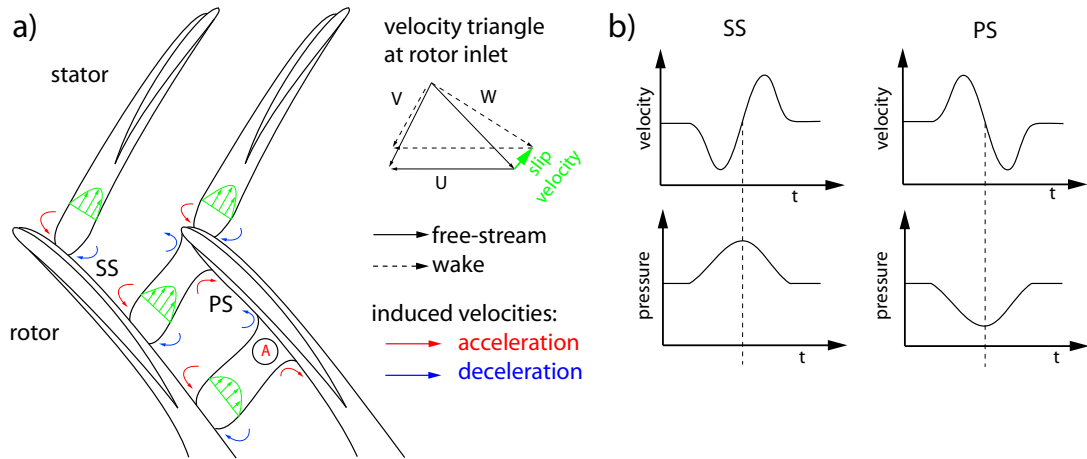 a)
stator
SS
PS
rotor
A
velocity triangle
at rotor inlet
V
W
U
slip
velocity
free-stream
wake
induced velocities:
acceleration
deceleration
b)
SS
PS
velocity
t
velocity
t
pressure
t
pressure
t